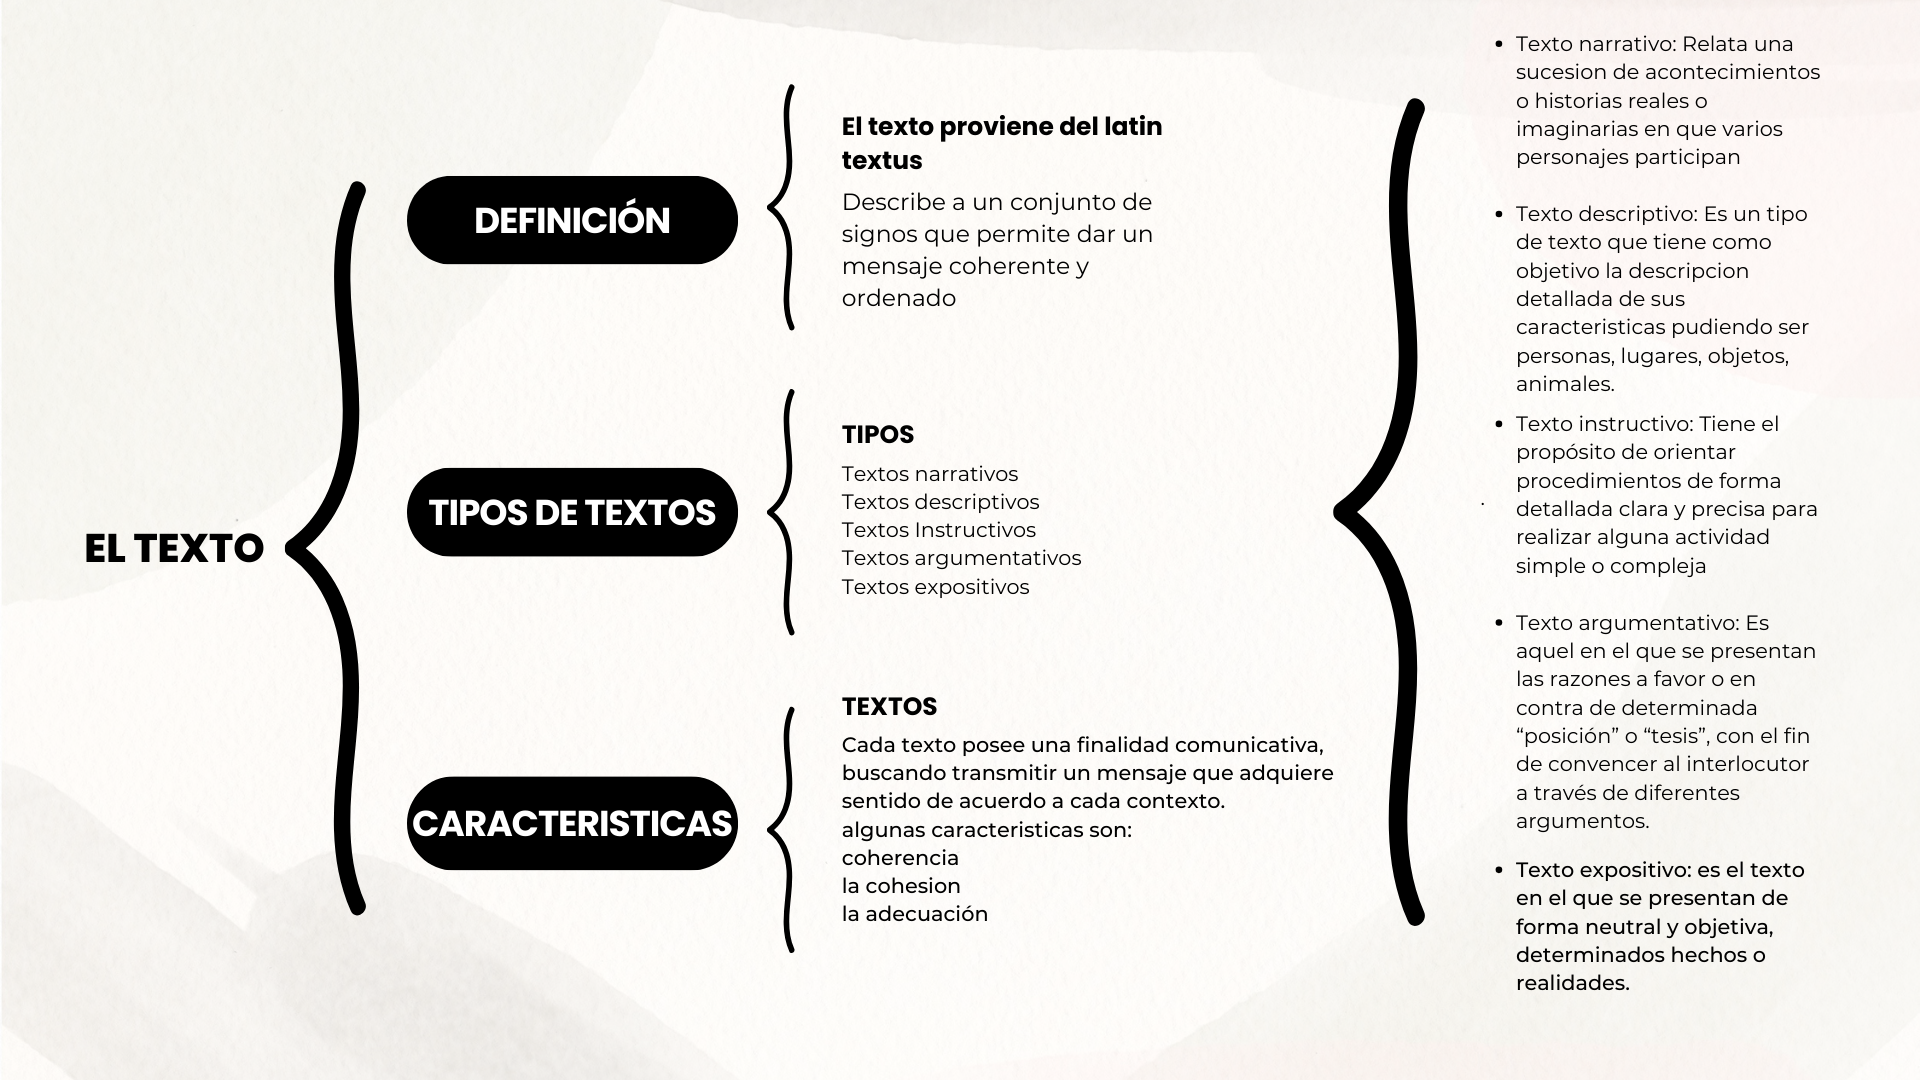 EL TEXTO
DEFINICIÓN
El texto proviene del latin
textus
Describe a un conjunto de
signos que permite dar un
mensaje coherente y
ordenado
TIPOS DE TEXTOS
TIPOS
Textos narrativos
Textos descriptivos
Textos Instructivos
Textos argumentativos
Textos expositivos
CARACTERISTICAS
TEXTOS
Cada texto posee una finalidad comunicativa,
buscando transmitir un mensaje que adquiere
sentido de acuerdo a cada contexto.
algunas caracteristicas son:
coherencia
la cohesion
la adecuación
• Texto narrativo: Relata una
sucesion de acontecimientos
o historias reales o
imaginarias en que varios
personajes participan
• Texto descriptivo: Es un tipo
de texto que tiene como
objetivo la descripcion
detallada de sus
caracteristicas pudiendo ser
personas, lugares, objetos,
animales.
• Texto instructivo: Tiene el
propósito de orientar
procedimientos de forma
detallada clara y precisa para
realizar alguna actividad
simple o compleja
• Texto argumentativo: Es
aquel en el que se presentan
las razones a favor o en
contra de determinada
“posición” o “tesis”, con el fin
de convencer al interlocutor
a través de diferentes
argumentos.
• Texto expositivo: es el texto
en el que se presentan de
forma neutral y objetiva,
determinados hechos o
realidades.